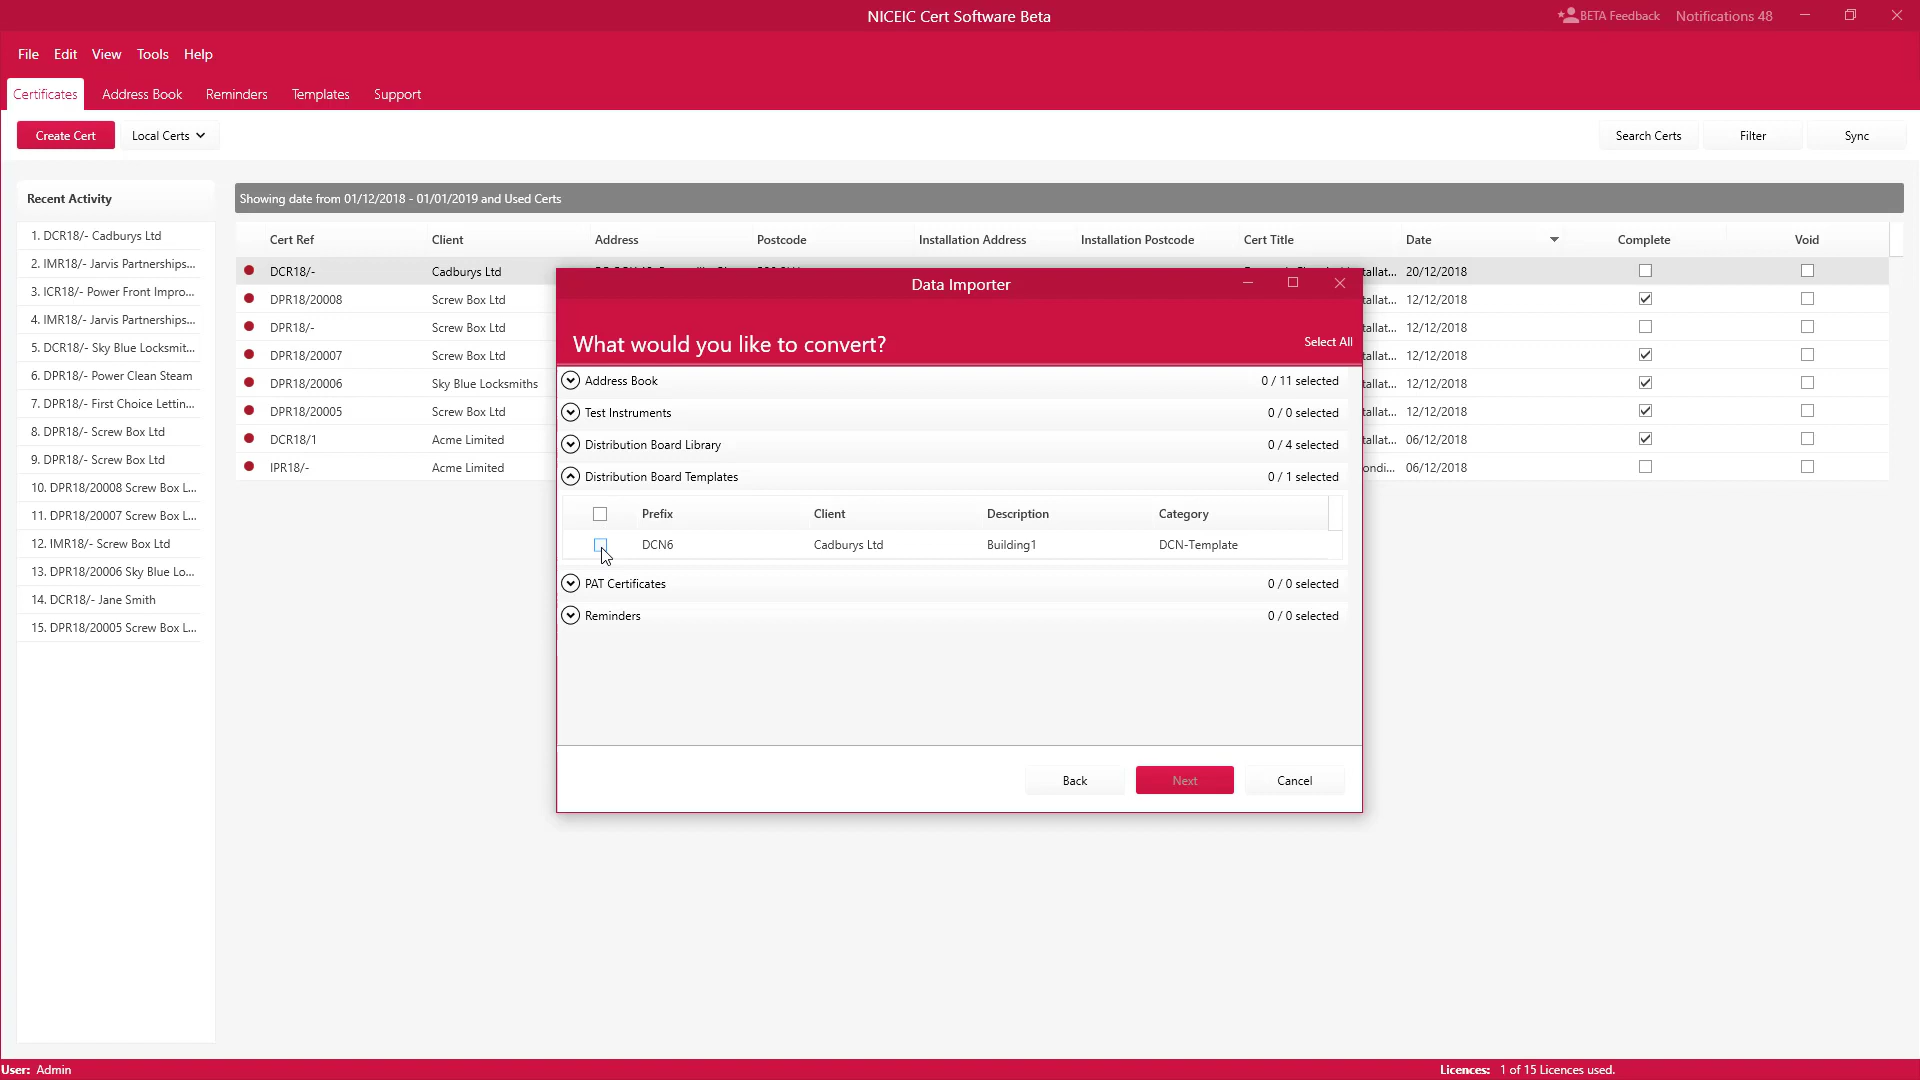 NICEIC Cert Software Beta
BETA Feedback Notifications 48
File Edit View Tools Help
Certificates Address Book Reminders Templates Support
Create Cert Local Certs Search Certs Filter Sync
Recent Activity
1. DCR18/- Cadburys Ltd
2. IMR18/- Jarvis Partnerships...
3. ICR18/- Power Front Impro...
4. IMR18/- Jarvis Partnerships...
5. DCR18/- Sky Blue Locksmit...
6. DPR18/- Power Clean Steam
7. DPR18/- First Choice Lettin...
8. DPR18/- Screw Box Ltd
9. DPR18/- Screw Box Ltd
10. DPR18/20008 Screw Box L...
11. DPR18/20007 Screw Box L...
12. IMR18/- Screw Box Ltd
13. DPR18/20006 Sky Blue Lo...
14. DCR18/- Jane Smith
15. DPR18/20005 Screw Box L...
Showing date from 01/12/2018 - 01/01/2019 and Used Certs
Cert Ref Client Address Postcode Installation Address Installation Postcode Cert Title Date Complete Void
DCR18/- Cadburys Ltd tallat... 20/12/2018
DPR18/20008 Screw Box Ltd tallat... 12/12/2018
DPR18/- Screw Box Ltd tallat... 12/12/2018
DPR18/20007 Screw Box Ltd tallat... 12/12/2018
DPR18/20006 Sky Blue Locksmiths tallat... 12/12/2018
DPR18/20005 Screw Box Ltd tallat... 12/12/2018
DCR18/1 Acme Limited tallat... 06/12/2018
IPR18/- Acme Limited ondi... 06/12/2018
Data Importer
What would you like to convert? Select All
Address Book 0 / 11 selected
Test Instruments 0 / 0 selected
Distribution Board Library 0 / 4 selected
Distribution Board Templates 0 / 1 selected
Prefix Client Description Category
DCN6 Cadburys Ltd Building1 DCN-Template
PAT Certificates 0 / 0 selected
Reminders 0 / 0 selected
Back Next Cancel
User: Admin Licences: 1 of 15 Licences used.